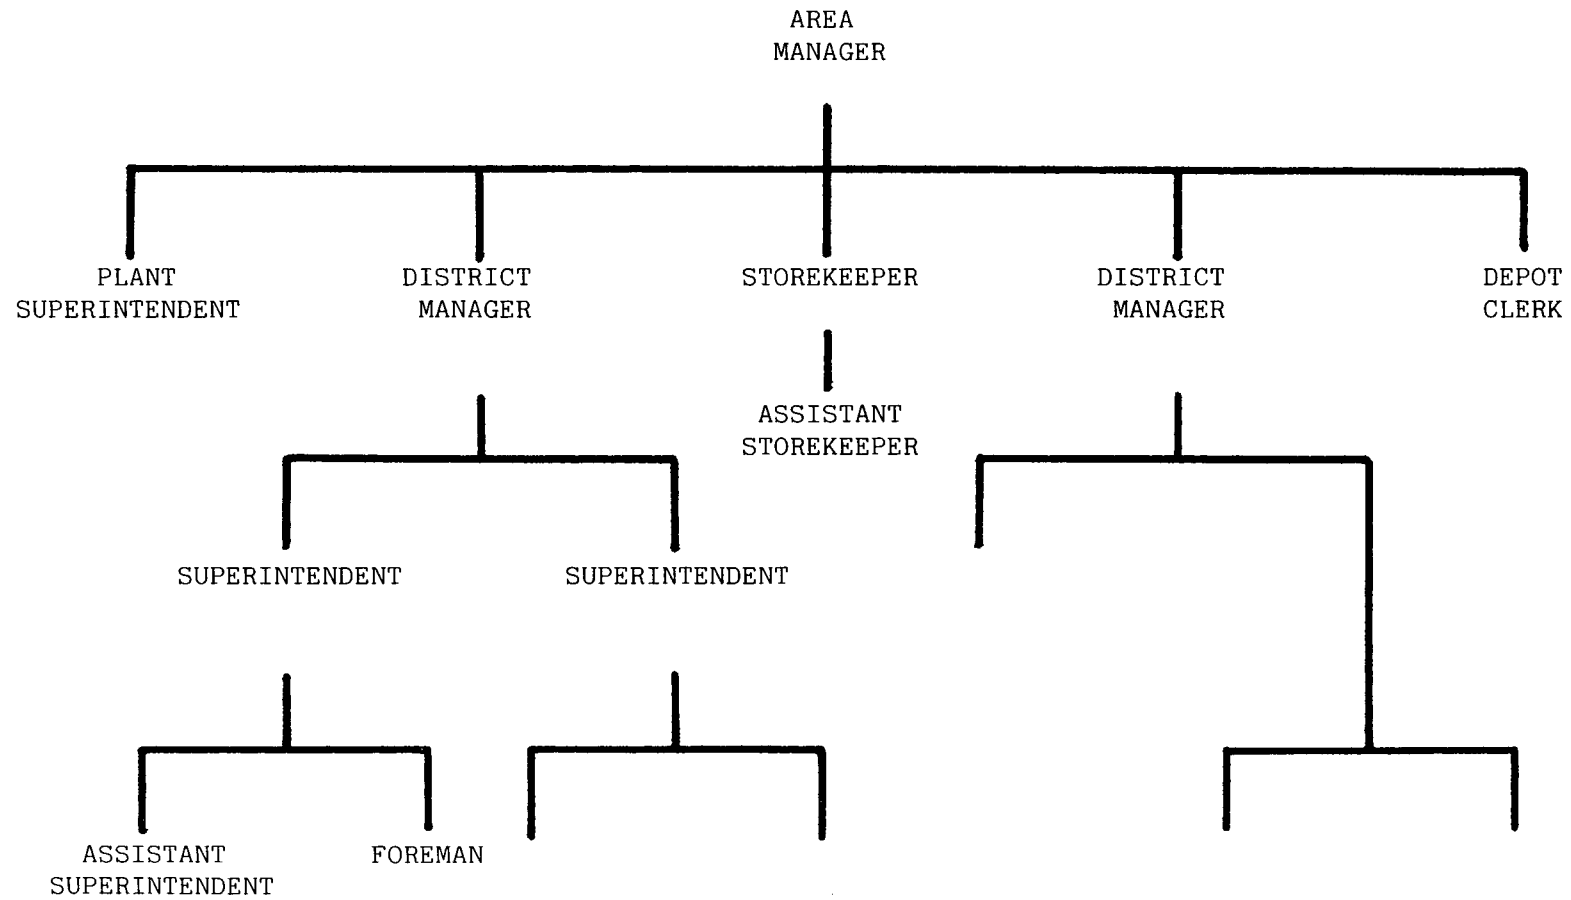 AREA
MANAGER
PLANT
SUPERINTENDENT
DISTRICT
MANAGER
STOREKEEPER
DISTRICT
MANAGER
DEPOT
CLERK
ASSISTANT
STOREKEEPER
SUPERINTENDENT
SUPERINTENDENT
ASSISTANT
SUPERINTENDENT
FOREMAN